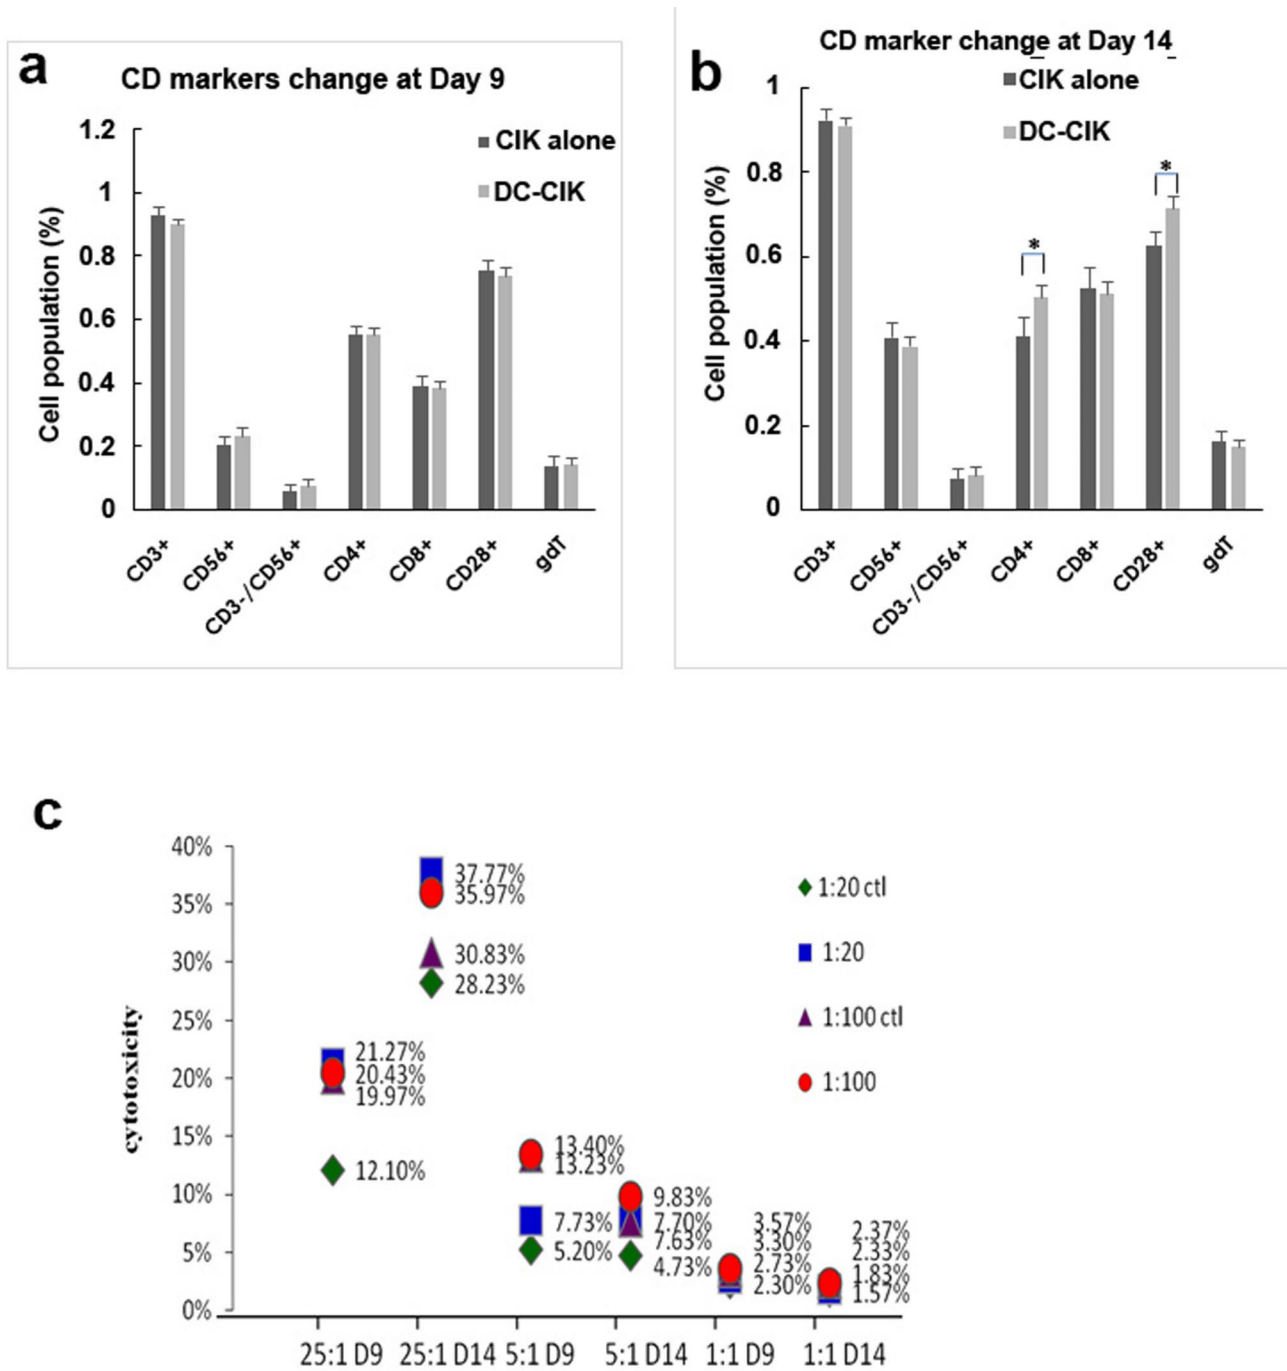 a
CD markers change at Day 9
CIK alone
DC-CIK
Cell population (%)
1.2
1
0.8
0.6
0.4
0.2
0
CD3+
CD56+
CD3-/CD56+
CD4+
CD8+
CD28+
gdT
b
CD marker change at Day 14
CIK alone
DC-CIK
Cell population (%)
1
0.8
0.6
0.4
0.2
0
*
*
CD3+
CD56+
CD3-/CD56+
CD4+
CD8+
CD28+
gdT
c
cytotoxicity
40%
35%
30%
25%
20%
15%
10%
5%
0%
21.27%
20.43%
19.97%
12.10%
37.77%
35.97%
30.83%
28.23%
13.40%
13.23%
7.73%
5.20%
9.83%
7.70%
7.63%
4.73%
3.57%
3.30%
2.73%
2.30%
2.37%
2.33%
1.83%
1.57%
1:20 ctl
1:20
1:100 ctl
1:100
25:1 D9
25:1 D14
5:1 D9
5:1 D14
1:1 D9
1:1 D14